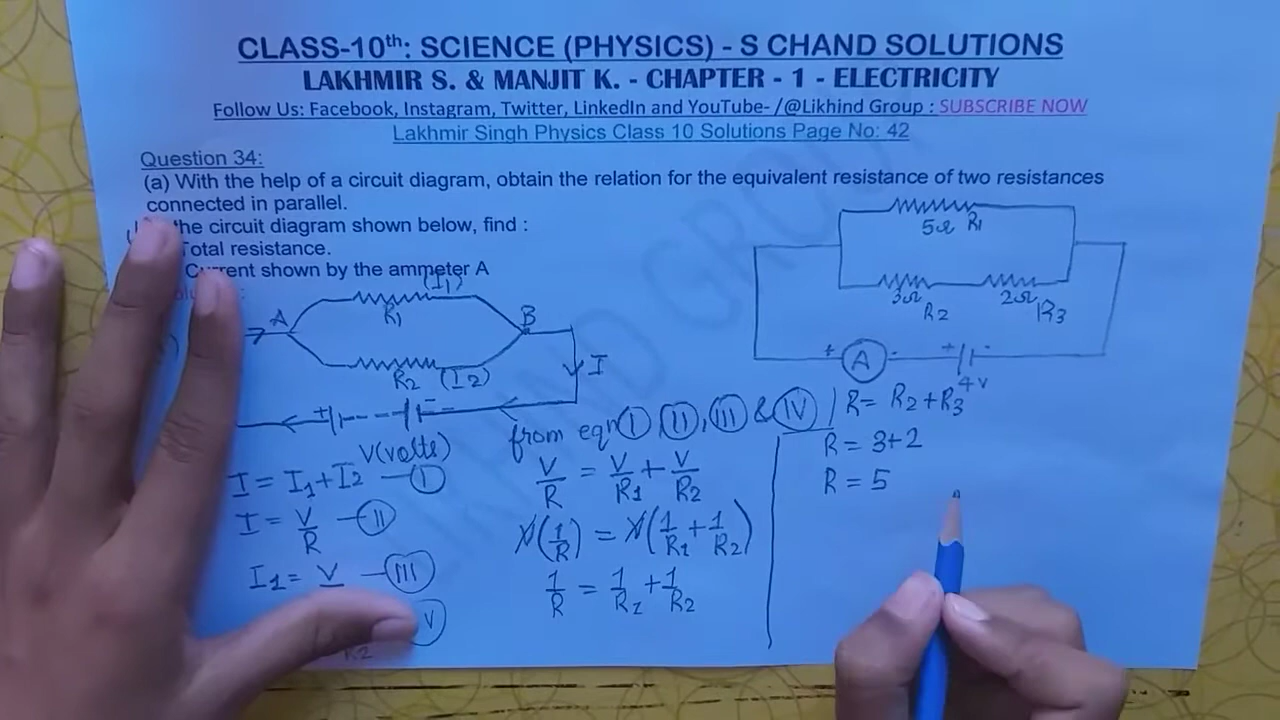 CLASS-10th: SCIENCE (PHYSICS) - S CHAND SOLUTIONS
LAKHMIR S. & MANJIT K. - CHAPTER - 1 - ELECTRICITY
Follow Us: Facebook, Instagram, Twitter, LinkedIn and YouTube- /@Likhind Group : SUBSCRIBE NOW
Lakhmir Singh Physics Class 10 Solutions Page No: 42
Question 34:
(a) With the help of a circuit diagram, obtain the relation for the equivalent resistance of two resistances
connected in parallel.
the circuit diagram shown below, find :
Total resistance.
Current shown by the ammeter A
(I1)
A
R1
B
R2 (I2)
I
+ -
V(volts)
I = I1+I2 — I
I = V/R — II
I1 = V — III
V
R2
from eqn I, II, III & IV
V/R = V/R1 + V/R2
V(1/R) = V(1/R1 + 1/R2)
1/R = 1/R1 + 1/R2
5Ω R1
3Ω 2Ω
R2 R3
+ A - + -
4V
R = R2+R3
R = 3+2
R = 5
LIKHIND GROUP